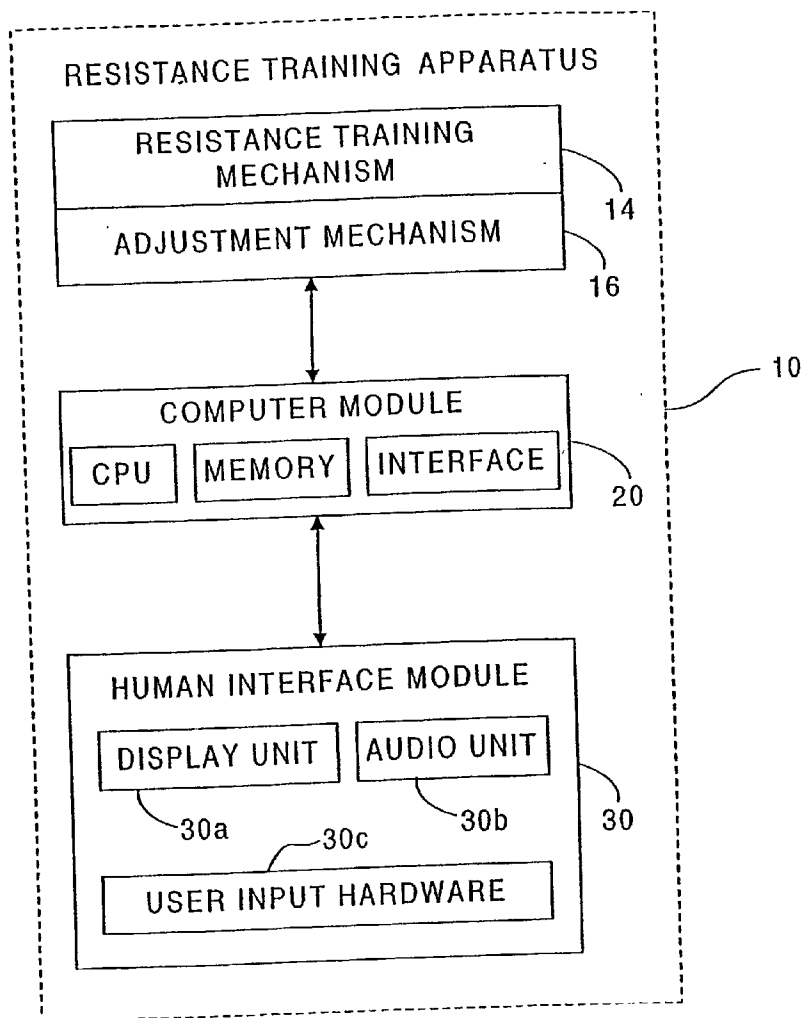 RESISTANCE TRAINING APPARATUS
RESISTANCE TRAINING
MECHANISM
14
ADJUSTMENT MECHANISM
16
10
COMPUTER MODULE
CPU
MEMORY
INTERFACE
20
HUMAN INTERFACE MODULE
DISPLAY UNIT
AUDIO UNIT
30a
30b
30
30c
USER INPUT HARDWARE